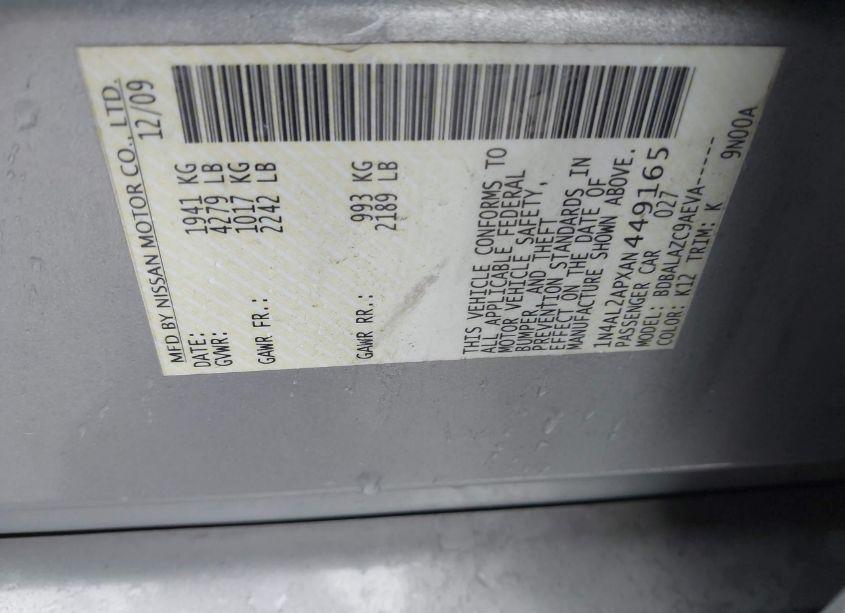 MFD BY NISSAN MOTOR CO., LTD.
DATE: 12/09
GVWR: 1941 KG
4279 LB
GAWR FR.: 1017 KG
2242 LB
GAWR RR.: 993 KG
2189 LB
THIS VEHICLE CONFORMS TO
ALL APPLICABLE FEDERAL
MOTOR VEHICLE SAFETY,
BUMPER, AND THEFT
PREVENTION STANDARDS IN
EFFECT ON THE DATE OF
MANUFACTURE SHOWN ABOVE.
1N4AL2APXAN449165
PASSENGER CAR 027
MODEL: BDBALAZC9AEVA-----
COLOR: K12 TRIM: K
9N00A